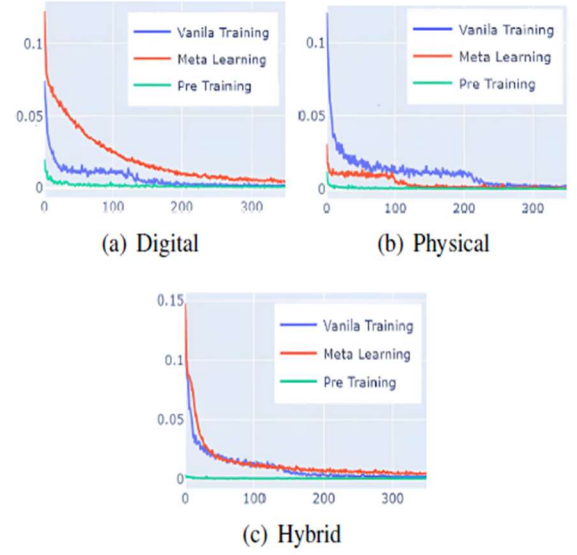 0.1
0.05
0
0 100 200 300
Vanila Training
Meta Learning
Pre Training
(a) Digital
0.1
0.05
0
0 100 200 300
Vanila Training
Meta Learning
Pre Training
(b) Physical
0.15
0.1
0.05
0
0 100 200 300
Vanila Training
Meta Learning
Pre Training
(c) Hybrid